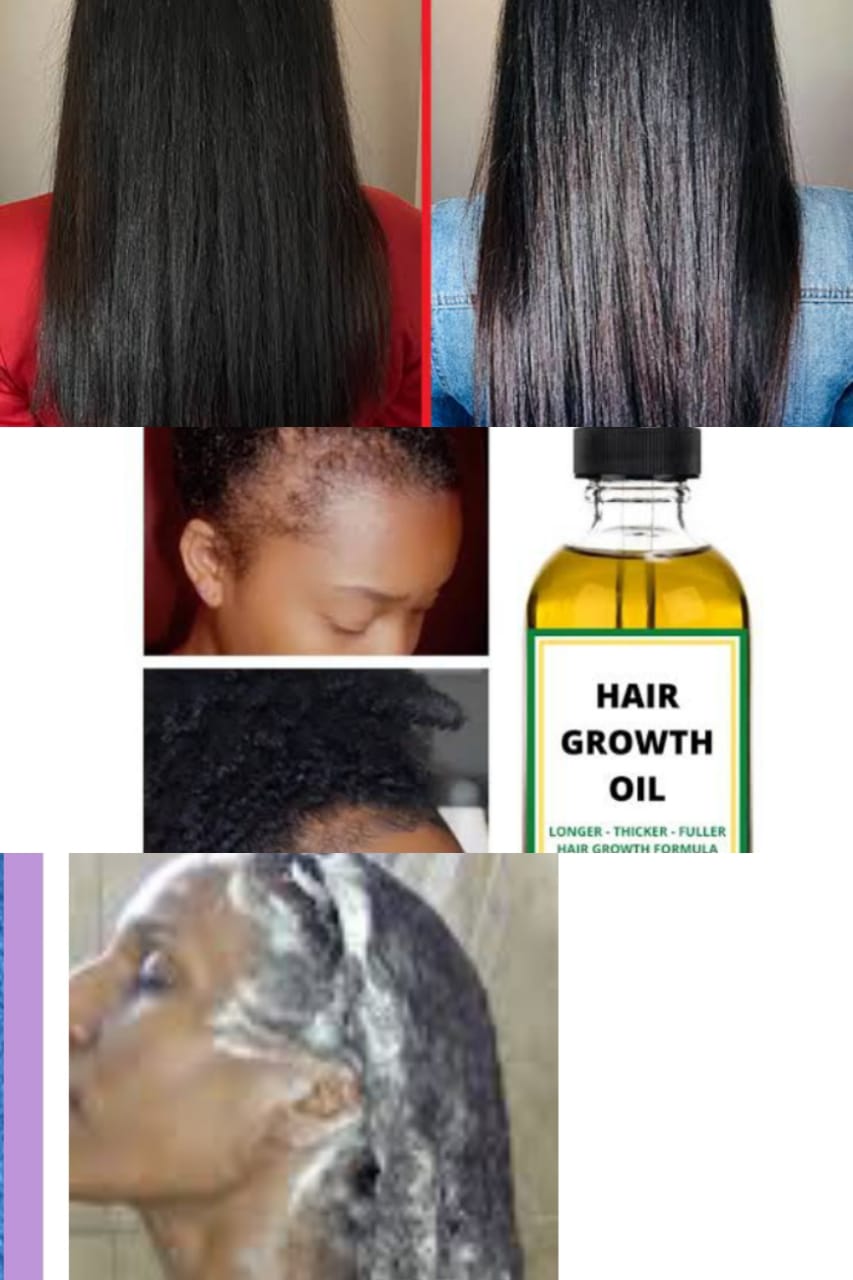 HAIR
GROWTH
OIL
LONGER - THICKER - FULLER
HAIR GROWTH FORMULA